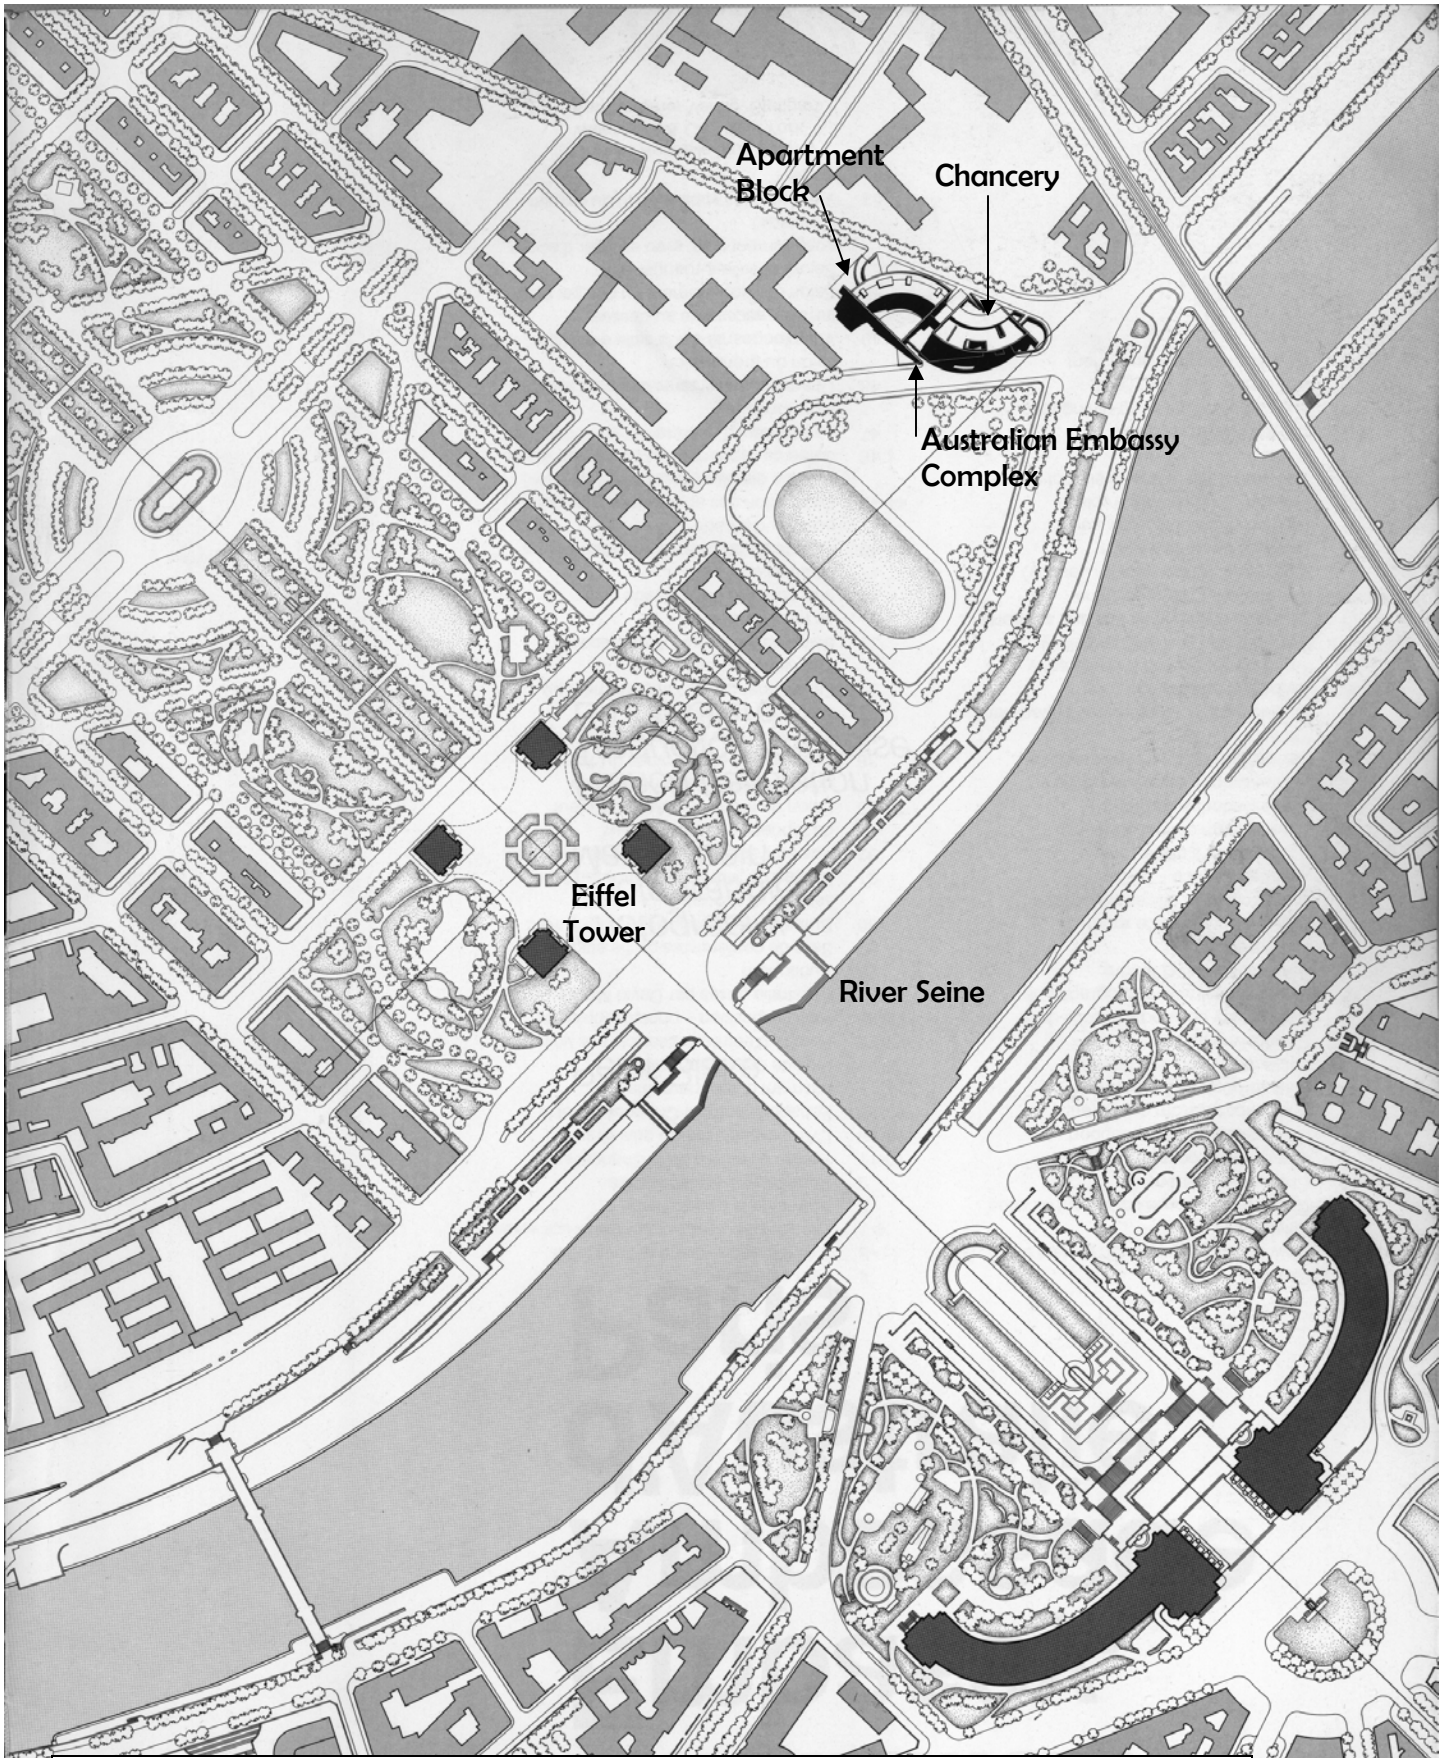 Apartment
Block
Chancery
Australian Embassy
Complex
Eiffel
Tower
River Seine